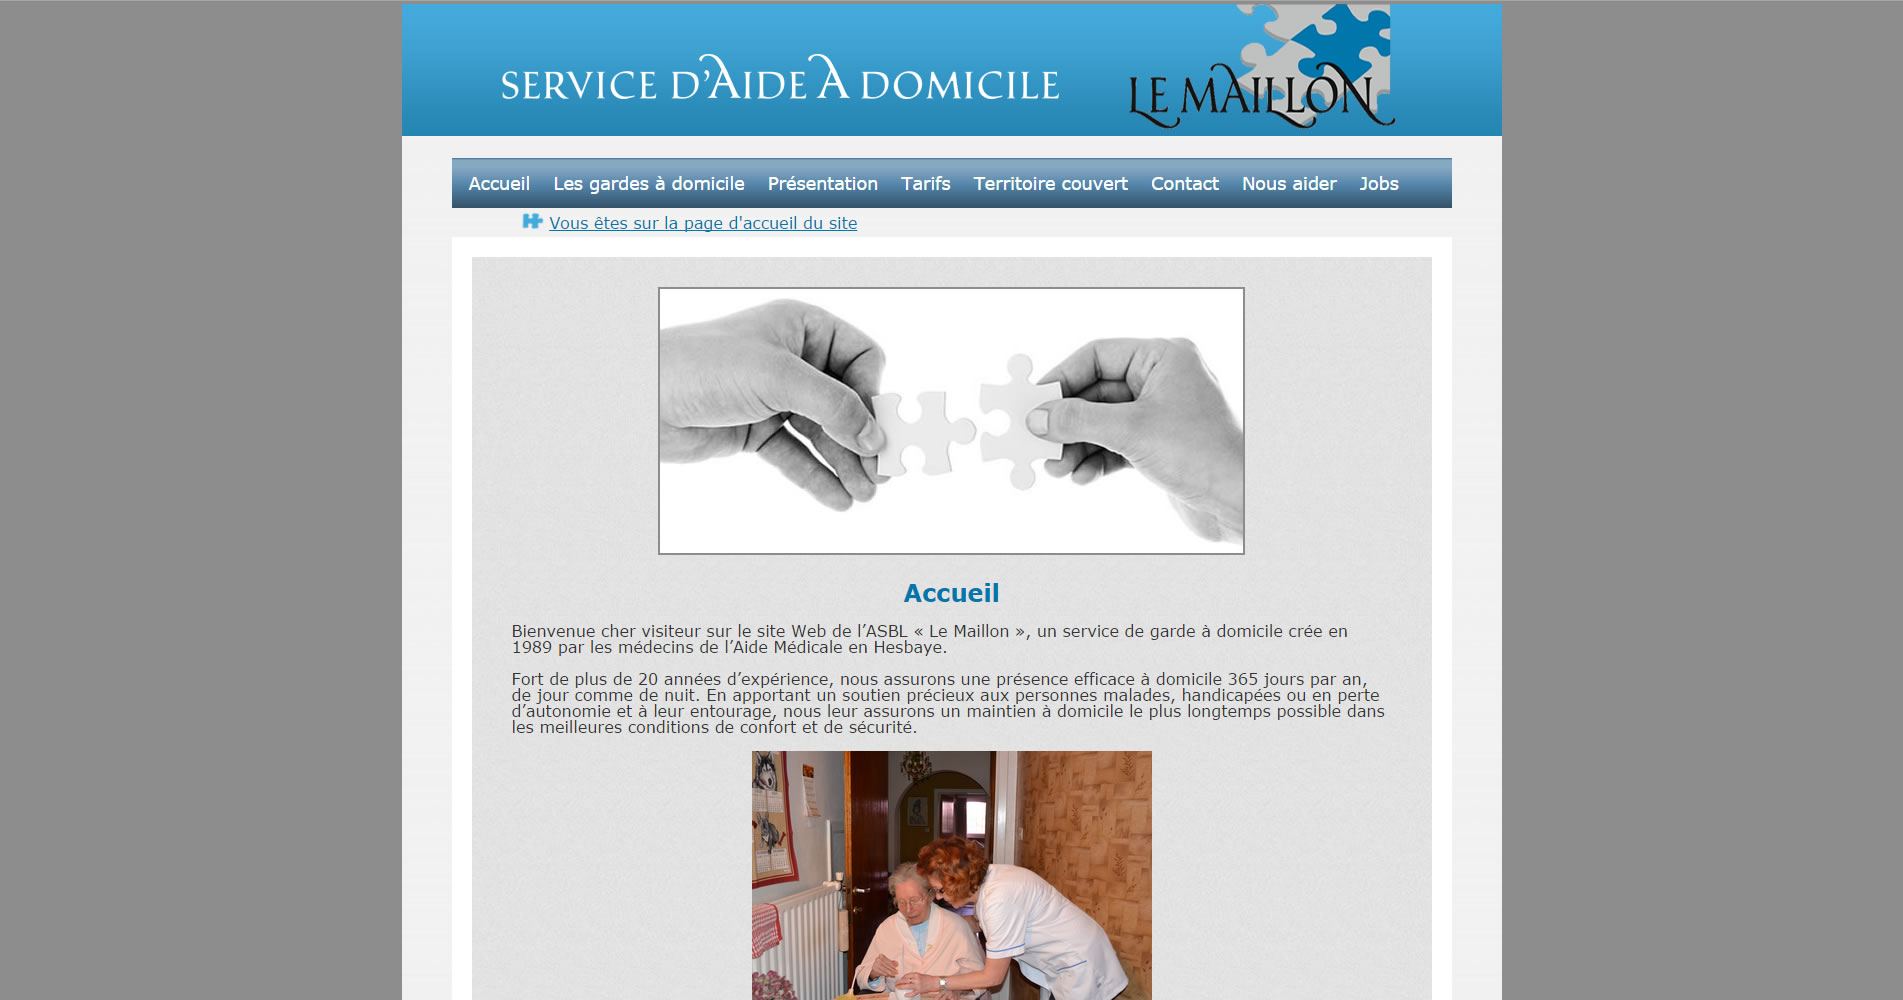 SERVICE D'AIDE A DOMICILE
LE MAILLON
Accueil Les gardes à domicile Présentation Tarifs Territoire couvert Contact Nous aider Jobs
Vous êtes sur la page d'accueil du site
Accueil
Bienvenue cher visiteur sur le site Web de l’ASBL « Le Maillon », un service de garde à domicile crée en
1989 par les médecins de l’Aide Médicale en Hesbaye.
Fort de plus de 20 années d’expérience, nous assurons une présence efficace à domicile 365 jours par an,
de jour comme de nuit. En apportant un soutien précieux aux personnes malades, handicapées ou en perte
d’autonomie et à leur entourage, nous leur assurons un maintien à domicile le plus longtemps possible dans
les meilleures conditions de confort et de sécurité.